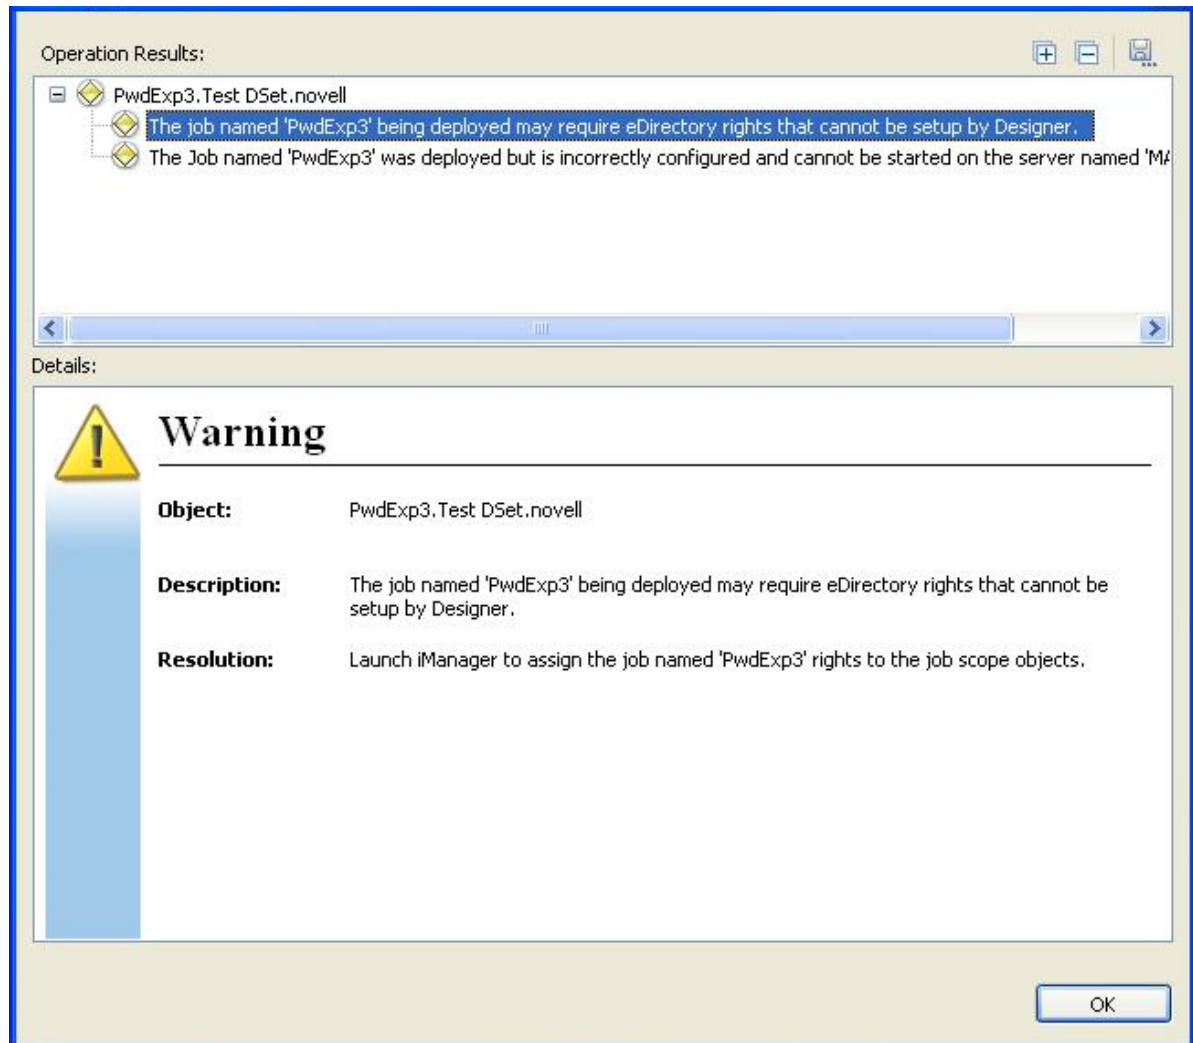 Operation Results:
PwdExp3.Test DSet.novell
The job named 'PwdExp3' being deployed may require eDirectory rights that cannot be setup by Designer.
The Job named 'PwdExp3' was deployed but is incorrectly configured and cannot be started on the server named
Details:
Warning
Object: PwdExp3.Test DSet.novell
Description: The job named 'PwdExp3' being deployed may require eDirectory rights that cannot be
setup by Designer.
Resolution: Launch iManager to assign the job named 'PwdExp3' rights to the job scope objects.
OK